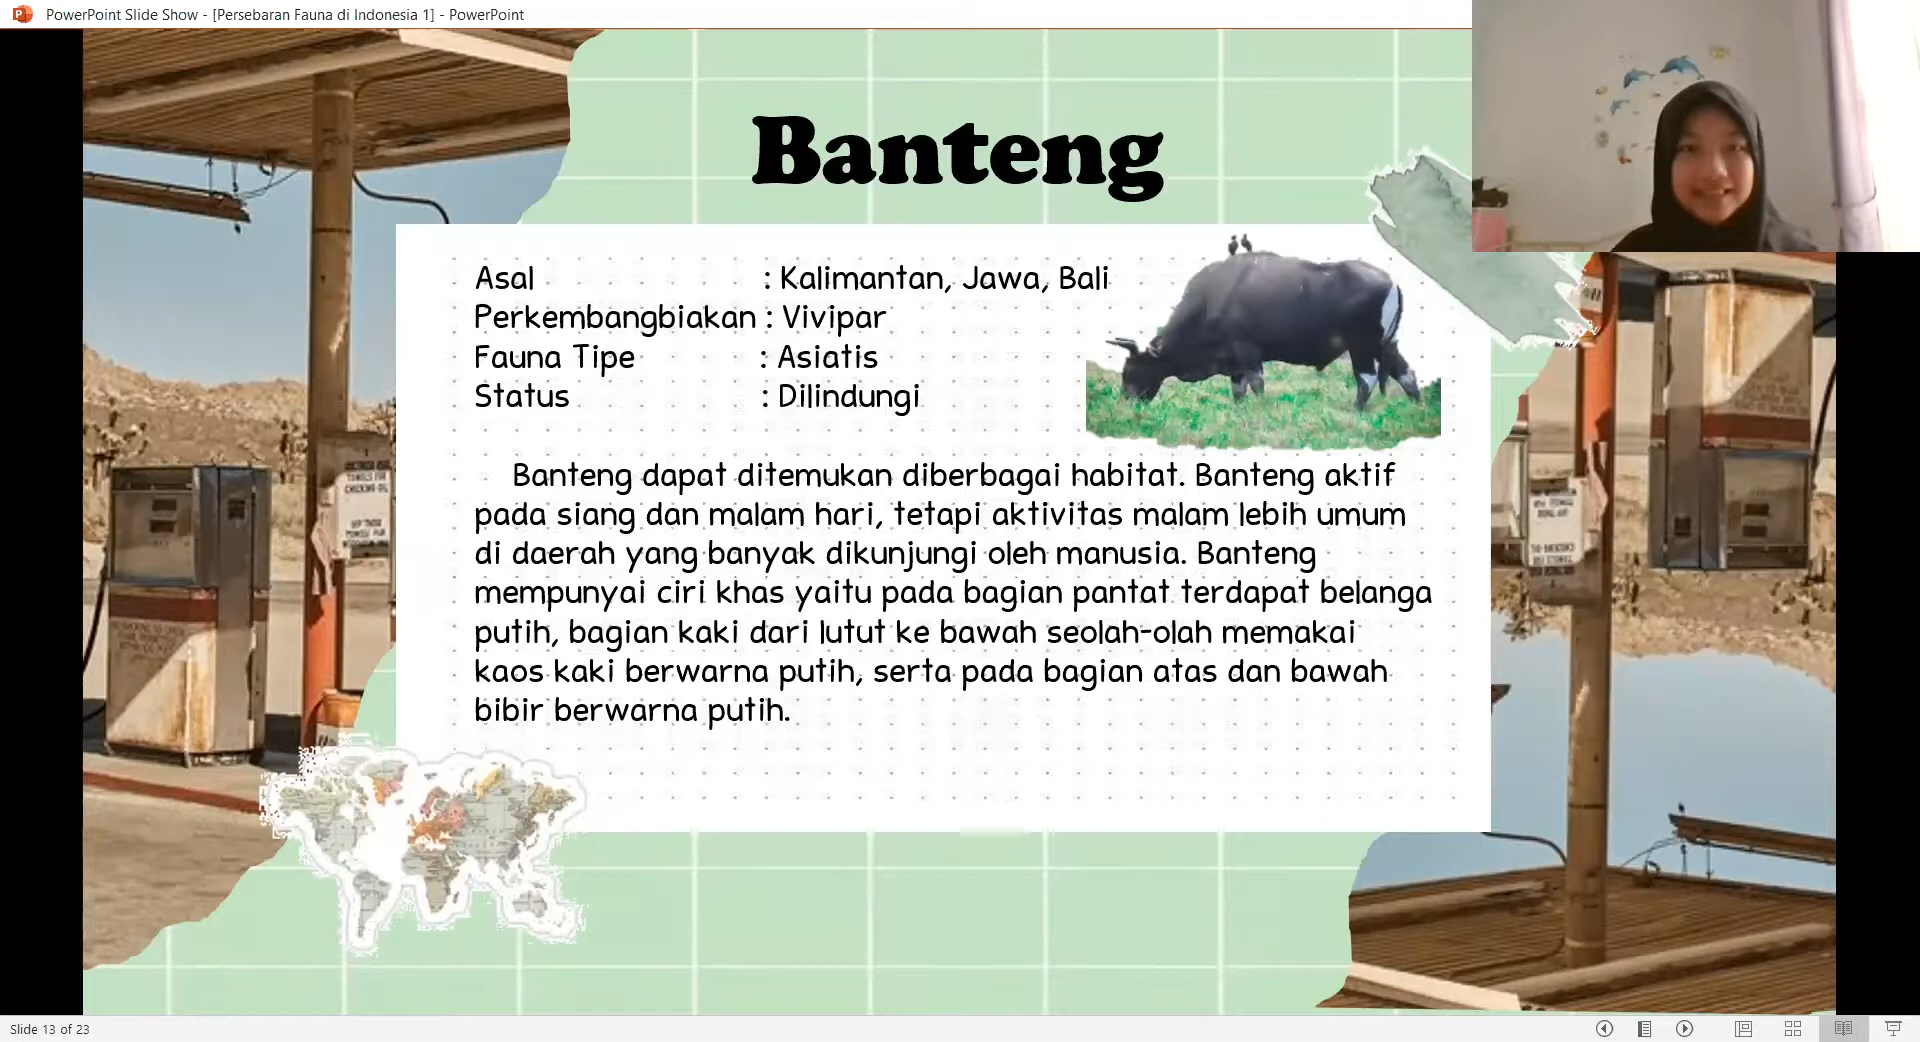 PowerPoint Slide Show - [Persebaran Fauna di Indonesia 1] - PowerPoint
Banteng
Asal : Kalimantan, Jawa, Bali
Perkembangbiakan : Vivipar
Fauna Tipe : Asiatis
Status : Dilindungi
Banteng dapat ditemukan diberbagai habitat. Banteng aktif
pada siang dan malam hari, tetapi aktivitas malam lebih umum
di daerah yang banyak dikunjungi oleh manusia. Banteng
mempunyai ciri khas yaitu pada bagian pantat terdapat belanga
putih, bagian kaki dari lutut ke bawah seolah-olah memakai
kaos kaki berwarna putih, serta pada bagian atas dan bawah
bibir berwarna putih.
Slide 13 of 23